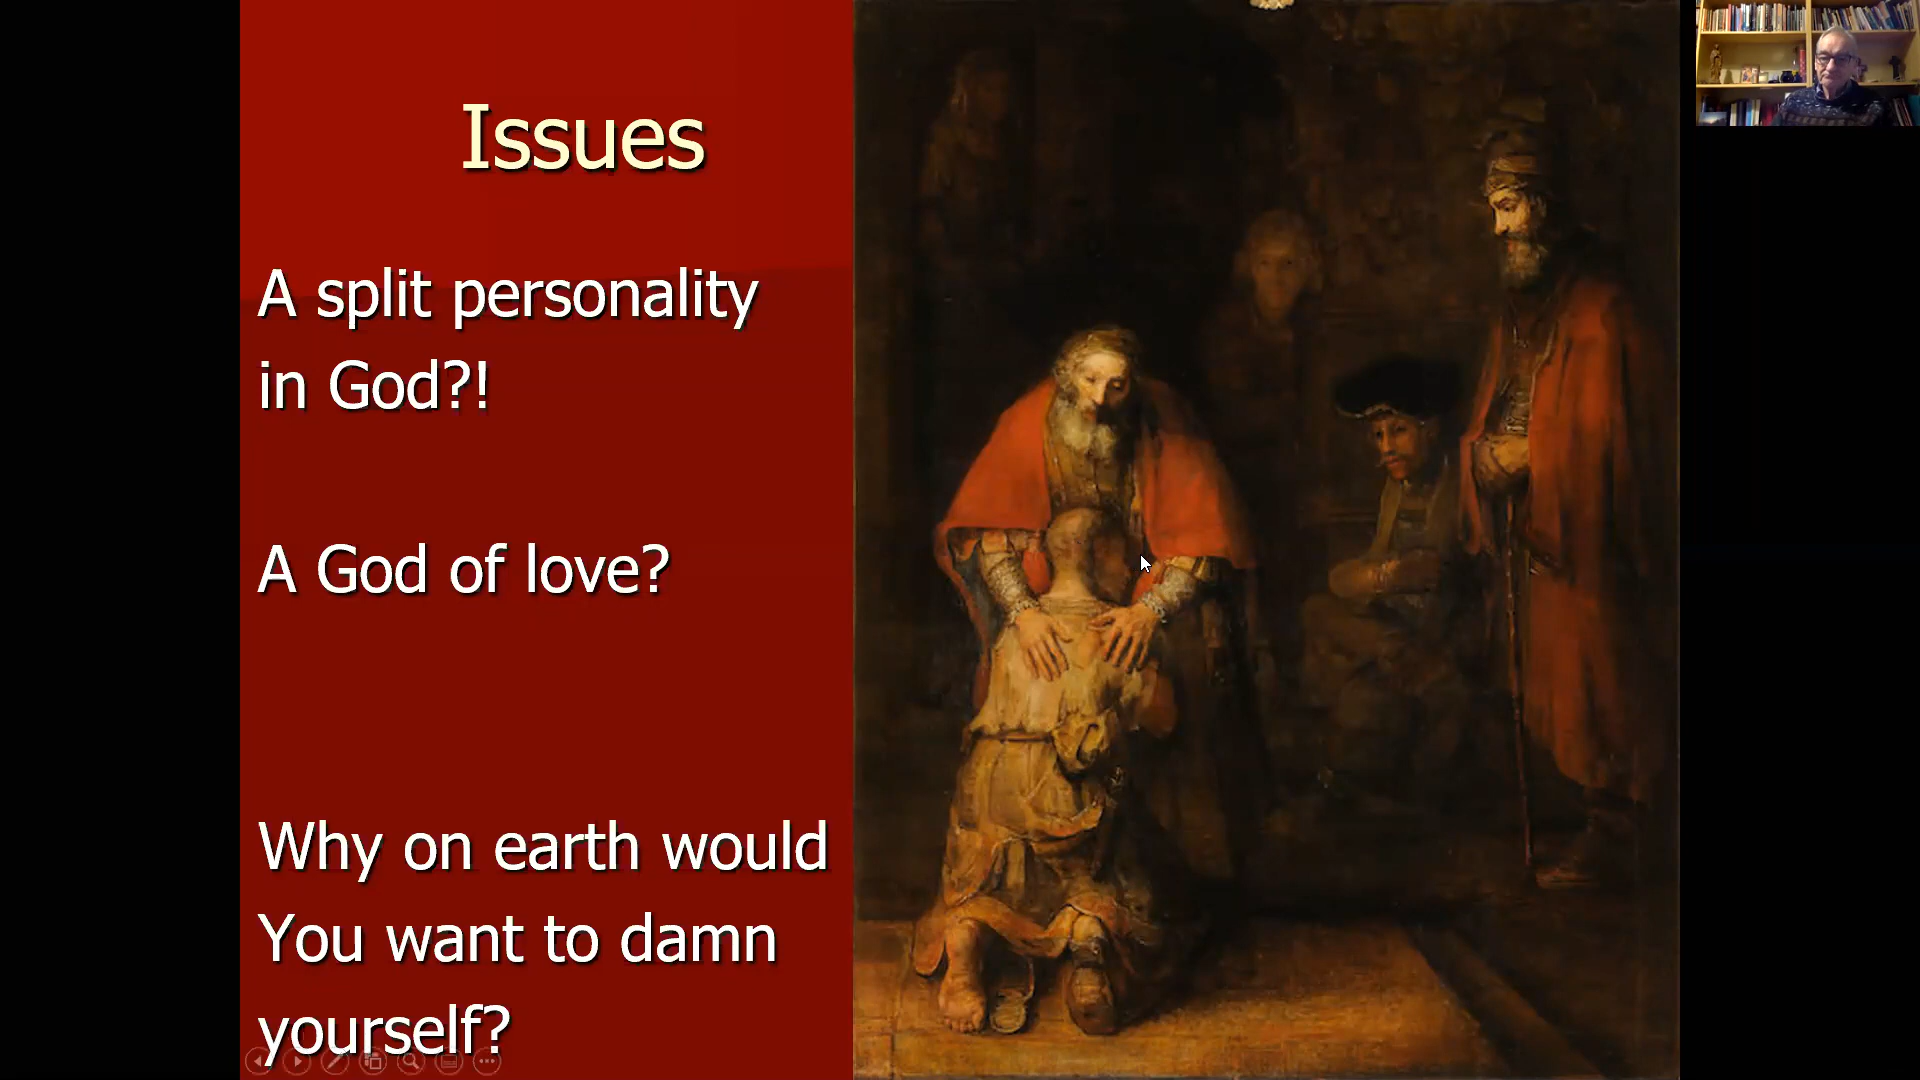 Issues
A split personality
in God?!
A God of love?
Why on earth would
You want to damn
yourself?